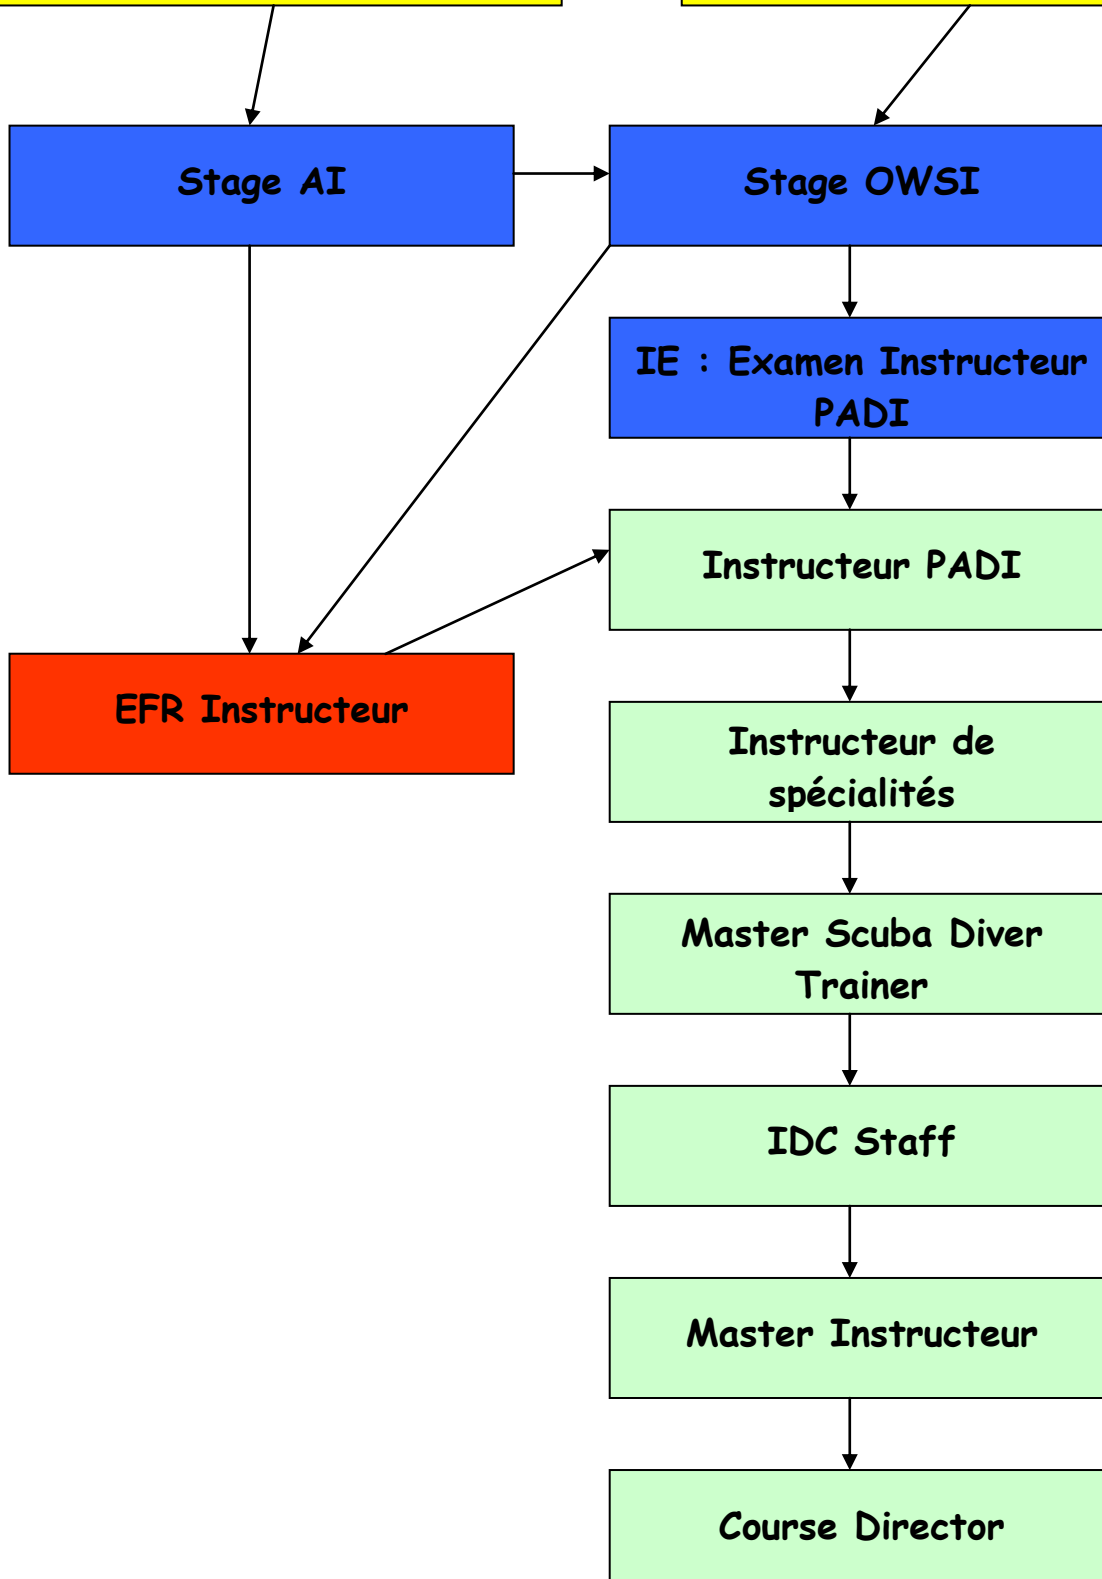 Stage AI
Stage OWSI
IE : Examen Instructeur
PADI
Instructeur PADI
EFR Instructeur
Instructeur de
spécialités
Master Scuba Diver
Trainer
IDC Staff
Master Instructeur
Course Director